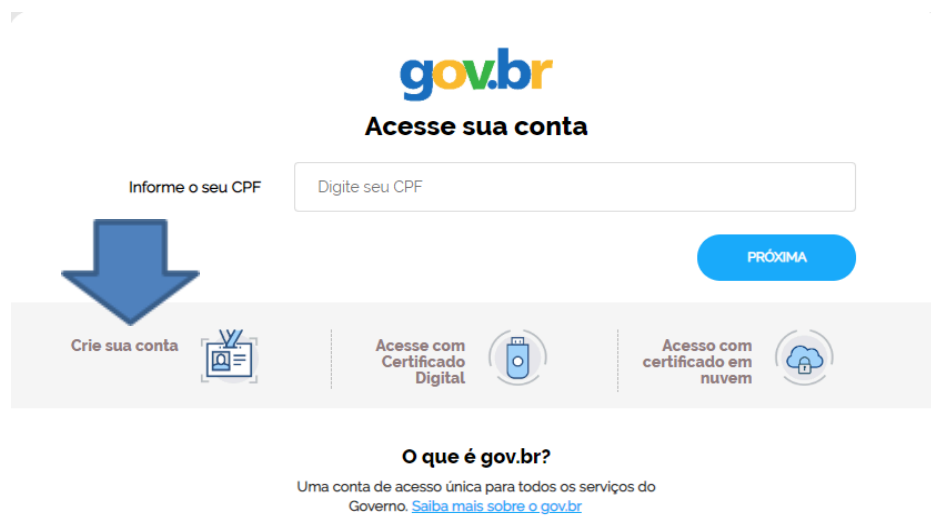 gov.br
Acesse sua conta
Informe o seu CPF
Digite seu CPF
PRÓXIMA
Crie sua conta
Acesse com
Certificado
Digital
Acesso com
certificado em
nuvem
O que é gov.br?
Uma conta de acesso única para todos os serviços do
Governo. Saiba mais sobre o gov.br